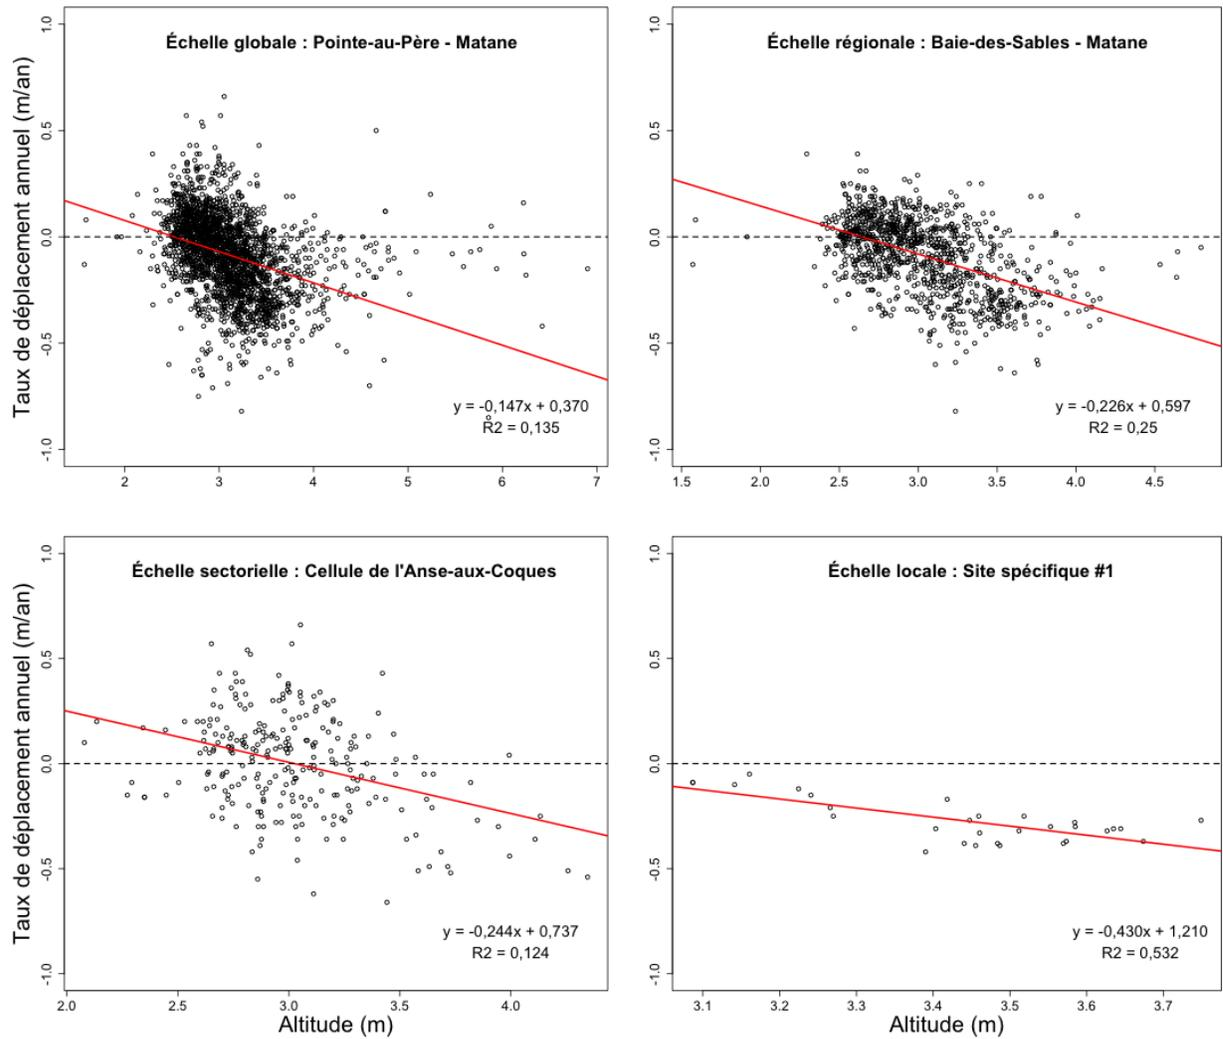 Échelle globale : Pointe-au-Père - Matane
Taux de déplacement annuel (m/an)
1.0
0.5
0.0
-0.5
-1.0
y = -0,147x + 0,370
R2 = 0,135
2 3 4 5 6 7
Échelle régionale : Baie-des-Sables - Matane
1.0
0.5
0.0
-0.5
-1.0
y = -0,226x + 0,597
R2 = 0,25
1.5 2.0 2.5 3.0 3.5 4.0 4.5
Échelle sectorielle : Cellule de l'Anse-aux-Coques
Taux de déplacement annuel (m/an)
1.0
0.5
0.0
-0.5
-1.0
y = -0,244x + 0,737
R2 = 0,124
2.0 2.5 3.0 3.5 4.0
Altitude (m)
Échelle locale : Site spécifique #1
1.0
0.5
0.0
-0.5
-1.0
y = -0,430x + 1,210
R2 = 0,532
3.1 3.2 3.3 3.4 3.5 3.6 3.7
Altitude (m)